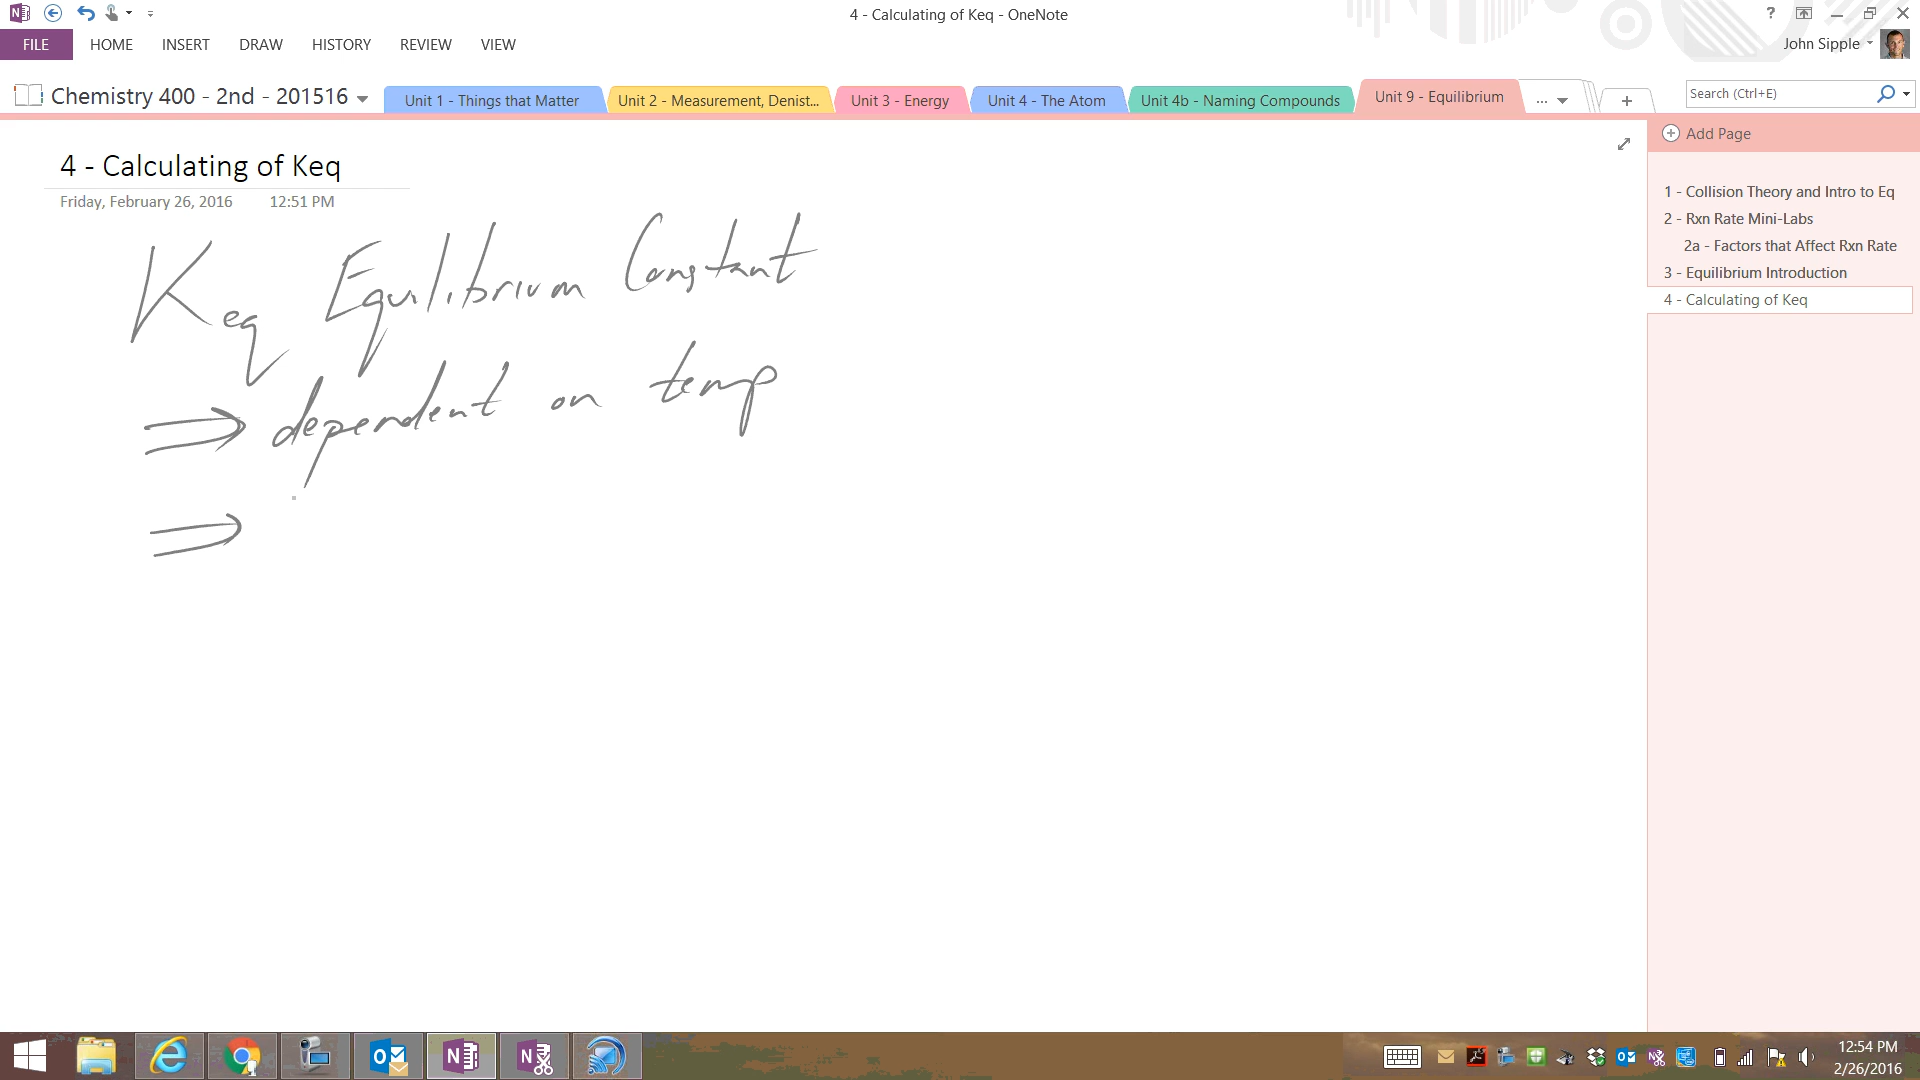 4 - Calculating of Keq - OneNote
?
FILE HOME INSERT DRAW HISTORY REVIEW VIEW
John Sipple
Chemistry 400 - 2nd - 201516
Unit 1 - Things that Matter
Unit 2 - Measurement, Denist...
Unit 3 - Energy
Unit 4 - The Atom
Unit 4b - Naming Compounds
Unit 9 - Equilibrium
...
+
Search (Ctrl+E)
Add Page
4 - Calculating of Keq
Friday, February 26, 2016 12:51 PM
Keq Equilibrium Constant
⇒ dependent on temp
⇒
1 - Collision Theory and Intro to Eq
2 - Rxn Rate Mini-Labs
2a - Factors that Affect Rxn Rate
3 - Equilibrium Introduction
4 - Calculating of Keq
12:54 PM
2/26/2016